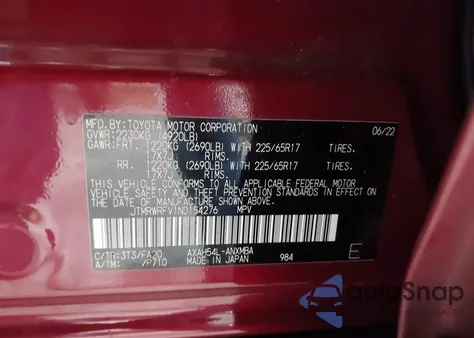 MFD.BY:TOYOTA MOTOR CORPORATION 06/22
GVWR:2230KG (4920LB)
GAWR:FRT. 1220KG (2690LB) WITH 225/65R17 TIRES.
17X7J RIMS.
RR. 1220KG (2690LB) WITH 225/65R17 TIRES.
17X7J RIMS.
THIS VEHICLE CONFORMS TO ALL APPLICABLE FEDERAL MOTOR
VEHICLE SAFETY AND THEFT PREVENTION STANDARDS IN EFFECT ON
THE DATE OF MANUFACTURE SHOWN ABOVE.
JTMRWRFV1ND154276 MPV
C/TR:3T3/FA20 AXAH54L-ANXMBA
A/TM: /P710 MADE IN JAPAN 984 E
autoSnap